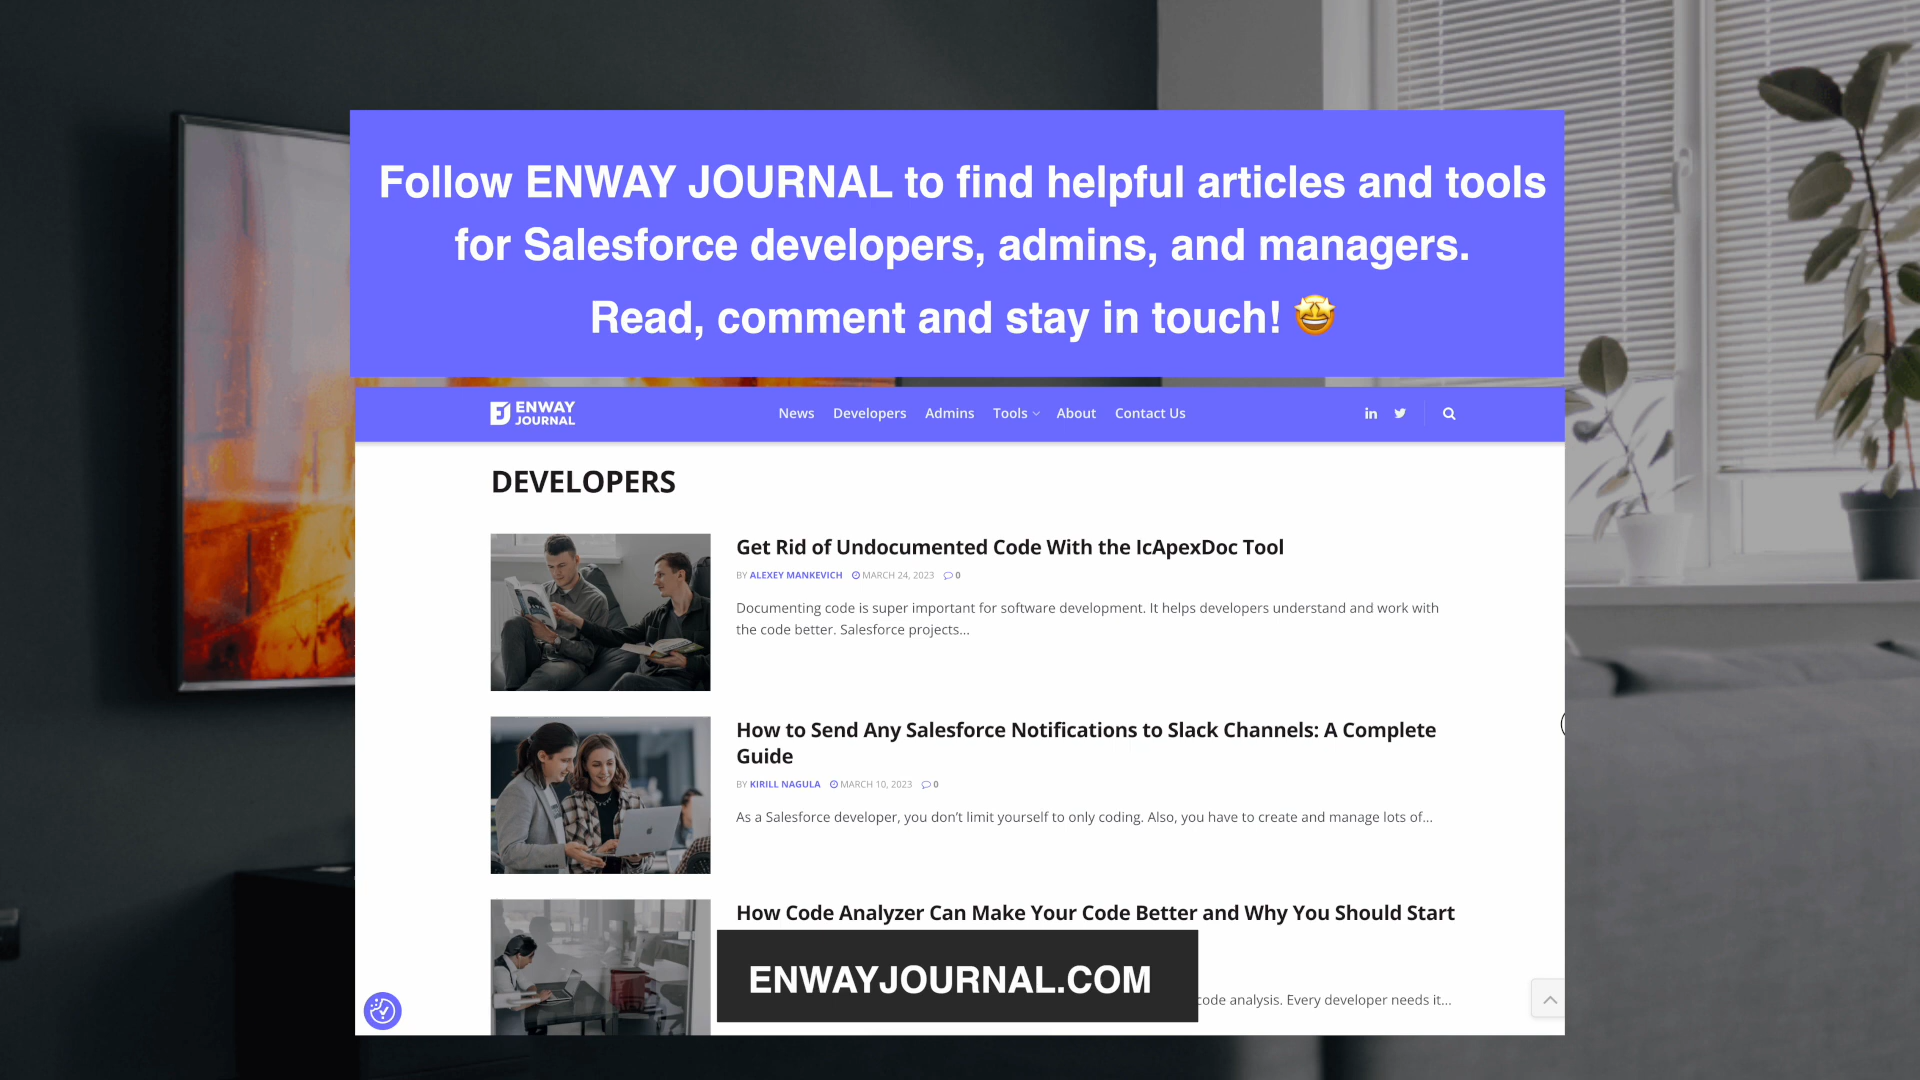 Follow ENWAY JOURNAL to find helpful articles and tools
for Salesforce developers, admins, and managers.
Read, comment and stay in touch! 🤩
ENWAY
JOURNAL
News Developers Admins Tools About Contact Us
DEVELOPERS
Get Rid of Undocumented Code With the IcApexDoc Tool
BY ALEXEY MANKEVICH MARCH 24, 2023 0
Documenting code is super important for software development. It helps developers understand and work with
the code better. Salesforce projects...
How to Send Any Salesforce Notifications to Slack Channels: A Complete
Guide
BY KIRILL NAGULA MARCH 10, 2023 0
As a Salesforce developer, you don't limit yourself to only coding. Also, you have to create and manage lots of...
How Code Analyzer Can Make Your Code Better and Why You Should Start
code analysis. Every developer needs it...
ENWAYJOURNAL.COM